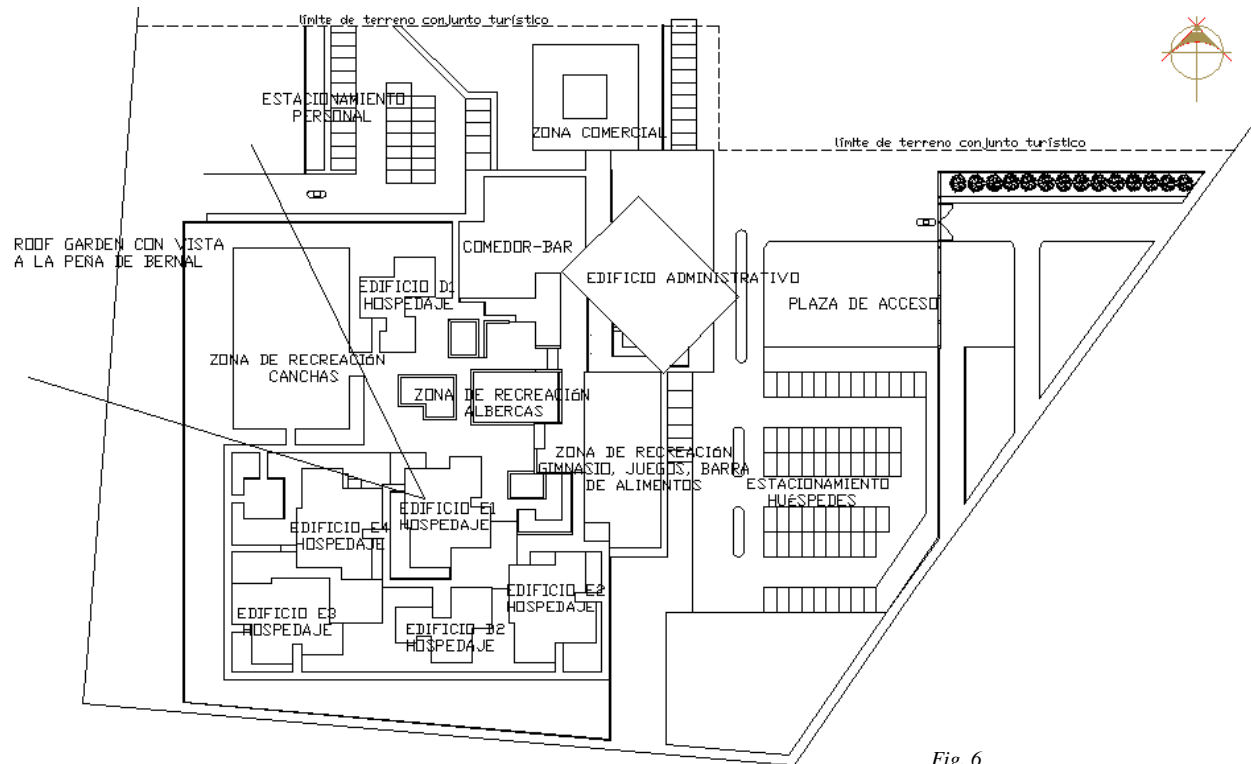 límite de terreno conjunto turístico
ESTACIONAMIENTO
PERSONAL
ZONA COMERCIAL
límite de terreno conjunto turístico
ROOF GARDEN CON VISTA
A LA PEÑA DE BERNAL
COMEDOR-BAR
EDIFICIO ADMINISTRATIVO
EDIFICIO D1
HOSPEDAJE
PLAZA DE ACCESO
ZONA DE RECREACIóN
CANCHAS
ZONA DE RECREACIóN
ALBERCAS
ZONA DE RECREACIóN
GIMNASIO, JUEGOS, BARRA
DE ALIMENTOS
ESTACIONAMIENTO
HUéSPEDES
EDIFICIO E1
HOSPEDAJE
EDIFICIO E4
HOSPEDAJE
EDIFICIO E2
HOSPEDAJE
EDIFICIO E3
HOSPEDAJE
EDIFICIO D2
HOSPEDAJE
Fig. 6